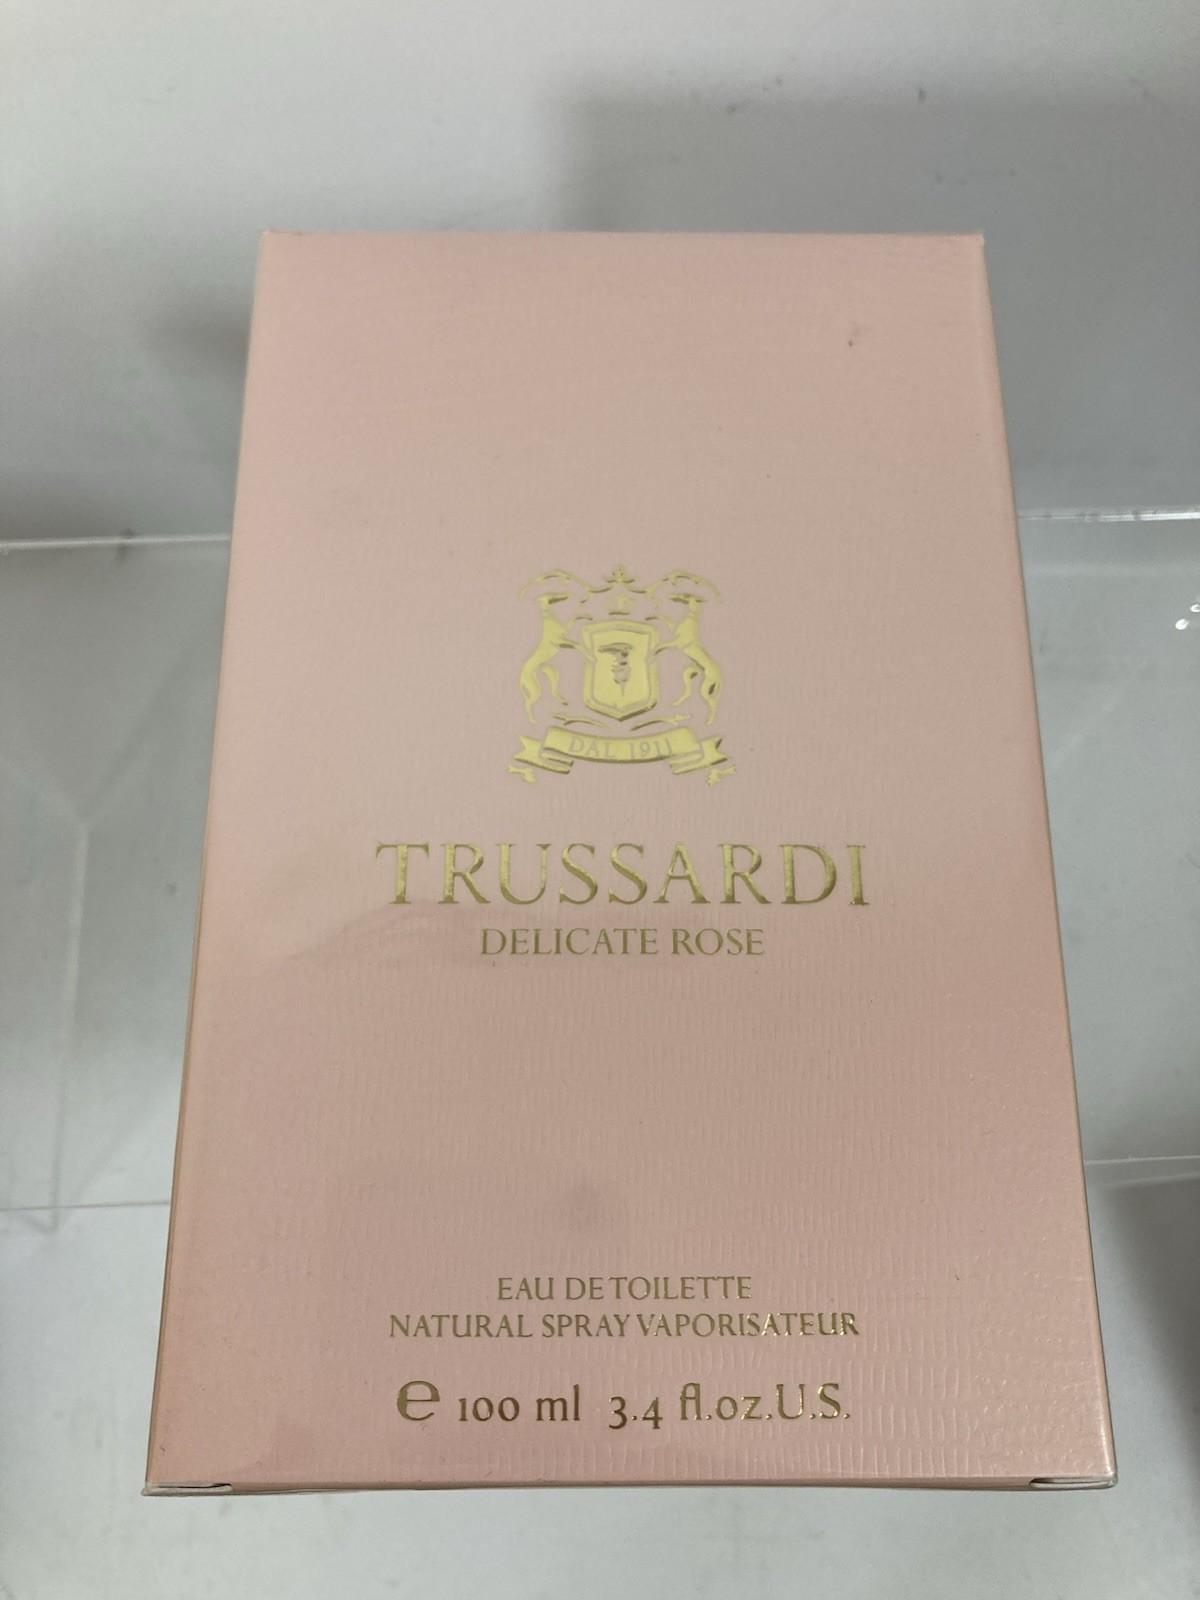 DAL 1911
TRUSSARDI
DELICATE ROSE
EAU DE TOILETTE
NATURAL SPRAY VAPORISATEUR
℮ 100 ml 3.4 fl.oz.U.S.